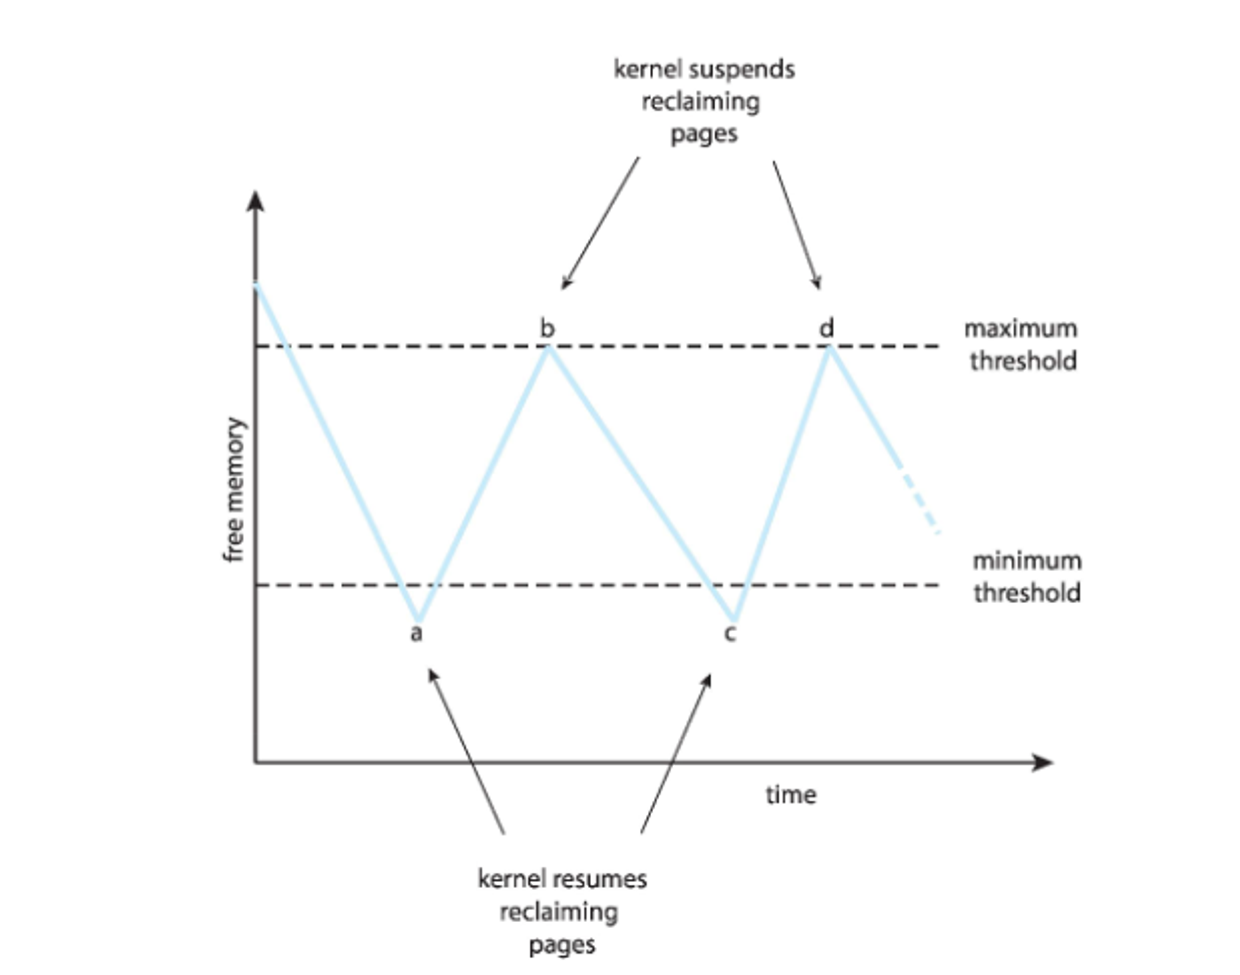 kernel suspends
reclaiming
pages
b
d
maximum
threshold
free memory
minimum
threshold
a
c
time
kernel resumes
reclaiming
pages